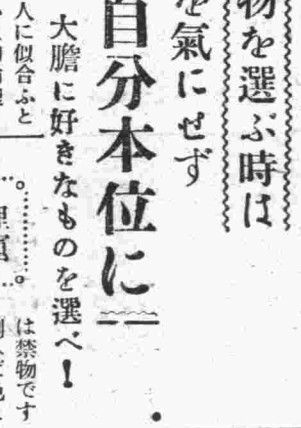 物を選ぶ時は
を氣にせず
自分本位に
大膽に好きなものを選べ!
人に似合ふと
は禁物です